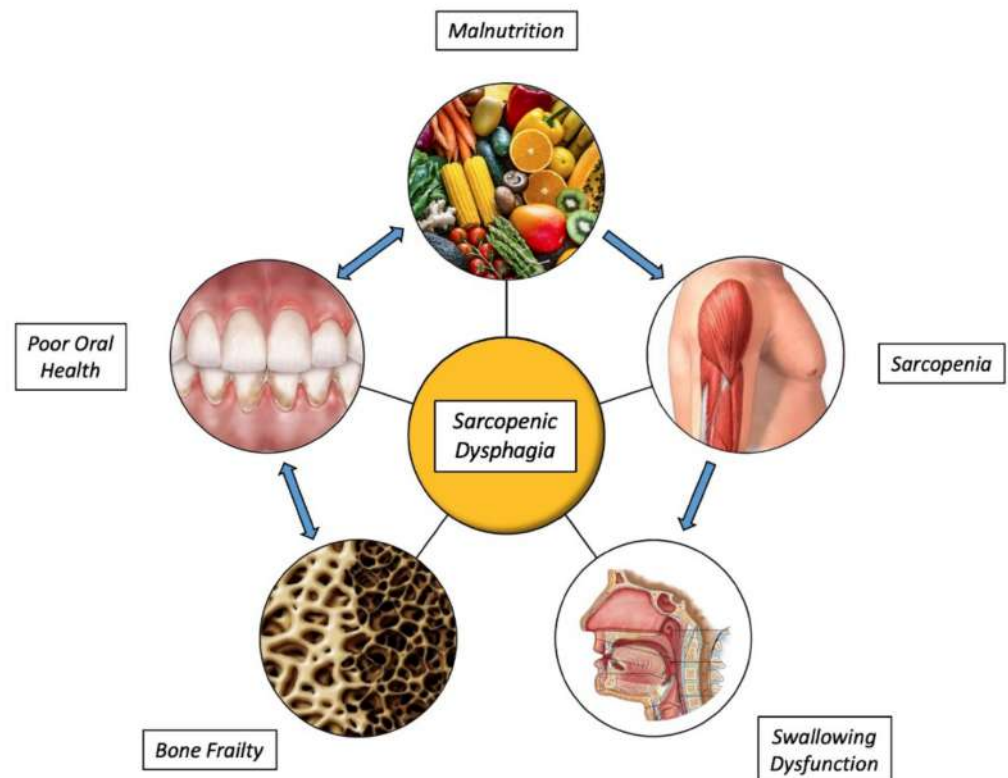 Malnutrition
Poor Oral
Health
Sarcopenia
Sarcopenic
Dysphagia
Bone Frailty
Swallowing
Dysfunction